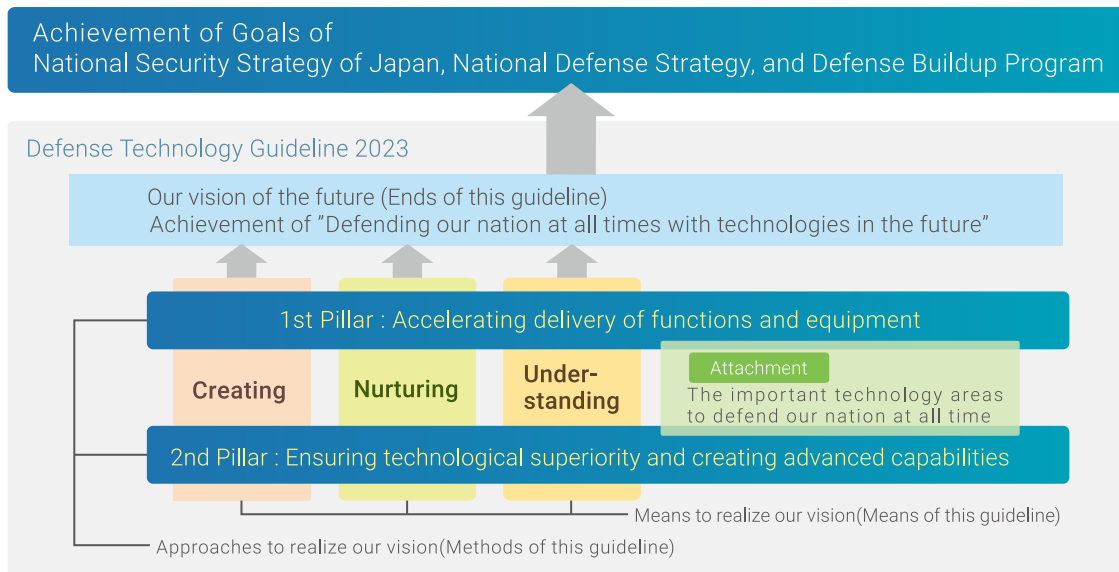 Achievement of Goals of
National Security Strategy of Japan, National Defense Strategy, and Defense Buildup Program
Defense Technology Guideline 2023
Our vision of the future (Ends of this guideline)
Achievement of ”Defending our nation at all times with technologies in the future”
1st Pillar : Accelerating delivery of functions and equipment
Creating
Nurturing
Under-
standing
Attachment
The important technology areas
to defend our nation at all time
2nd Pillar : Ensuring technological superiority and creating advanced capabilities
Means to realize our vision(Means of this guideline)
Approaches to realize our vision(Methods of this guideline)